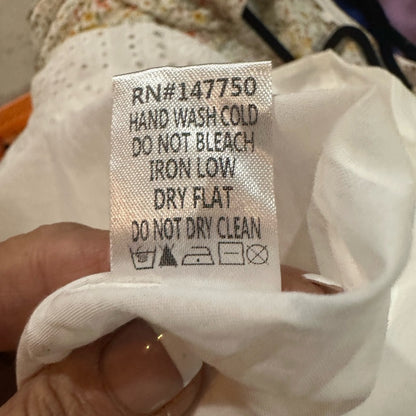 RN#147750
HAND WASH COLD
DO NOT BLEACH
IRON LOW
DRY FLAT
DO NOT DRY CLEAN